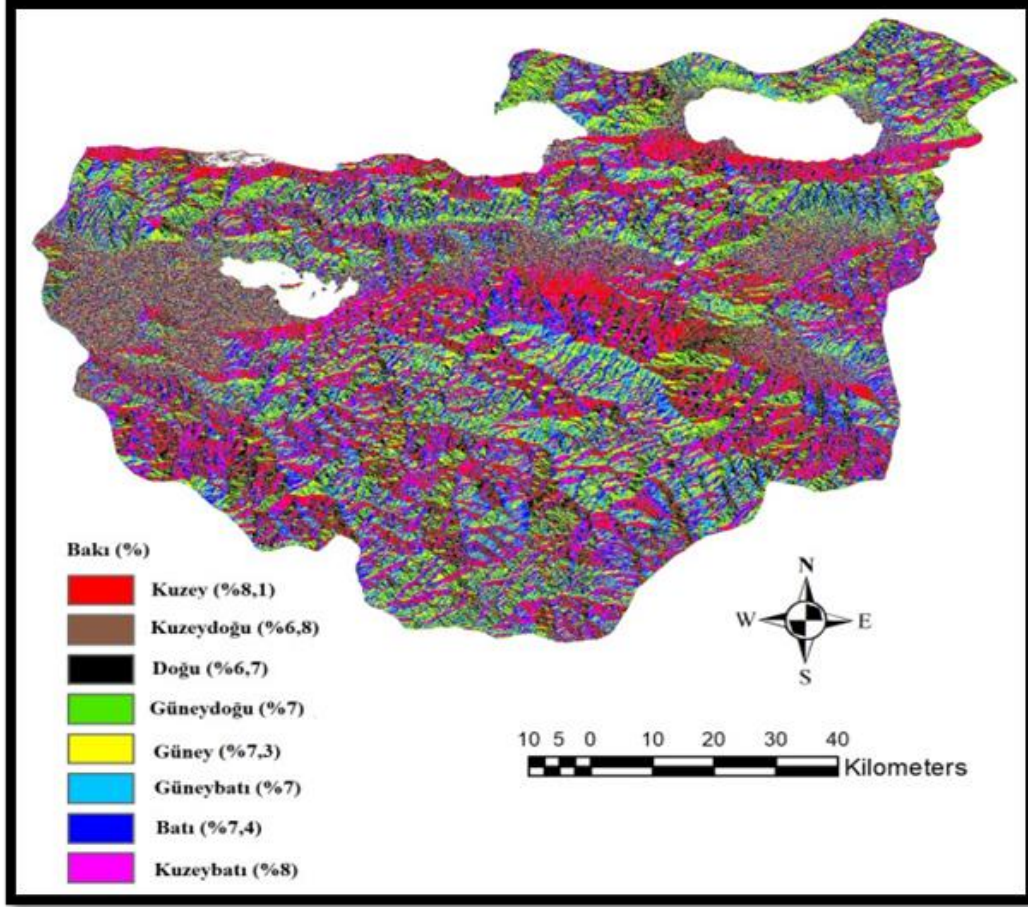 Bakı (%)
Kuzey (%8,1)
Kuzeydoğu (%6,8)
Doğu (%6,7)
Güneydoğu (%7)
Güney (%7,3)
Güneybatı (%7)
Batı (%7,4)
Kuzeybatı (%8)
N
W E
S
10 5 0 10 20 30 40
Kilometers